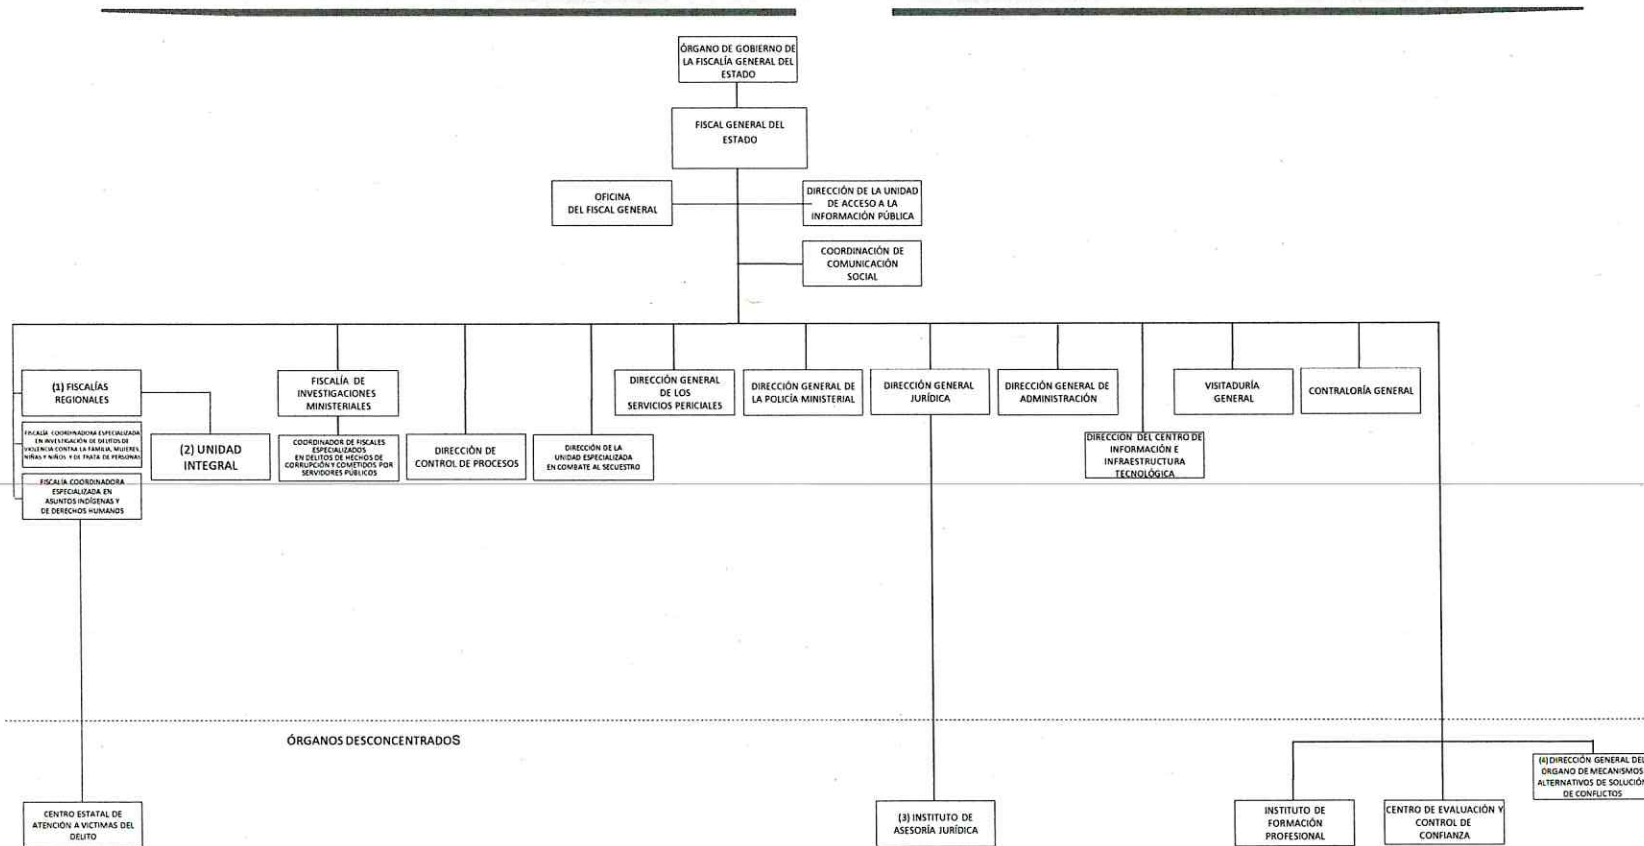 ÓRGANO DE GOBIERNO DE
LA FISCALÍA GENERAL DEL
ESTADO
FISCAL GENERAL DEL
ESTADO
OFICINA
DEL FISCAL GENERAL
DIRECCIÓN DE LA UNIDAD
DE ACCESO A LA
INFORMACIÓN PÚBLICA
COORDINACIÓN DE
COMUNICACIÓN
SOCIAL
(1) FISCALÍAS
REGIONALES
FISCALÍA COORDINADORA ESPECIALIZADA
EN INVESTIGACIÓN DE DELITOS DE
VIOLENCIA CONTRA LA FAMILIA, MUJERES,
NIÑAS Y NIÑOS Y DE TRATA DE PERSONAS
FISCALÍA COORDINADORA
ESPECIALIZADA EN
ASUNTOS INDÍGENAS Y
DE DERECHOS HUMANOS
(2) UNIDAD
INTEGRAL
FISCALÍA DE
INVESTIGACIONES
MINISTERIALES
COORDINADOR DE FISCALES
ESPECIALIZADOS
EN DELITOS DE HECHOS DE
CORRUPCIÓN Y COMETIDOS POR
SERVIDORES PÚBLICOS
DIRECCIÓN DE
CONTROL DE PROCESOS
DIRECCIÓN DE LA
UNIDAD ESPECIALIZADA
EN COMBATE AL SECUESTRO
DIRECCIÓN GENERAL
DE LOS
SERVICIOS PERICIALES
DIRECCIÓN GENERAL DE
LA POLICÍA MINISTERIAL
DIRECCIÓN GENERAL
JURÍDICA
DIRECCIÓN GENERAL DE
ADMINISTRACIÓN
DIRECCION DEL CENTRO DE
INFORMACIÓN E
INFRAESTRUCTURA
TECNOLÓGICA
VISITADURÍA
GENERAL
CONTRALORÍA GENERAL
ÓRGANOS DESCONCENTRADOS
CENTRO ESTATAL DE
ATENCIÓN A VICTIMAS DEL
DELITO
(3) INSTITUTO DE
ASESORÍA JURÍDICA
INSTITUTO DE
FORMACIÓN
PROFESIONAL
CENTRO DE EVALUACIÓN Y
CONTROL DE
CONFIANZA
(4) DIRECCIÓN GENERAL DEL
ORGANO DE MECANISMOS
ALTERNATIVOS DE SOLUCIÓN
DE CONFLICTOS